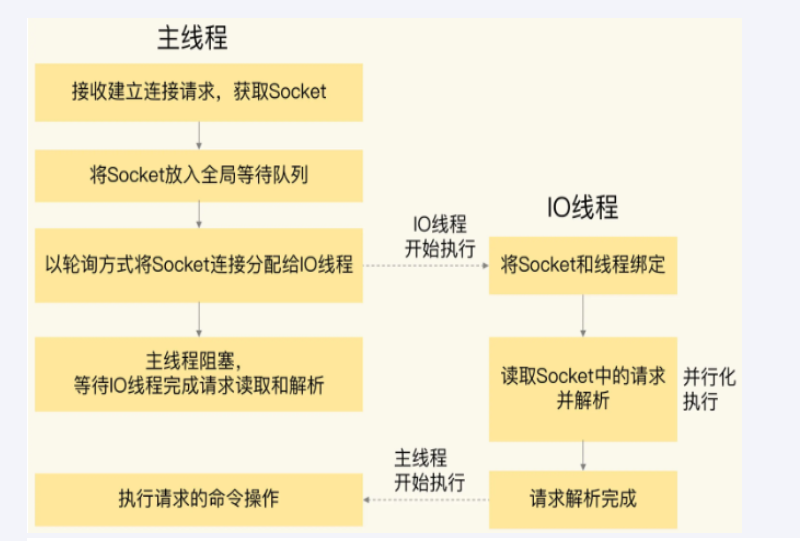 主线程
接收建立连接请求，获取Socket
将Socket放入全局等待队列
以轮询方式将Socket连接分配给IO线程
主线程阻塞，
等待IO线程完成请求读取和解析
执行请求的命令操作
IO线程
开始执行
主线程
开始执行
IO线程
将Socket和线程绑定
读取Socket中的请求
并解析
并行化
执行
请求解析完成